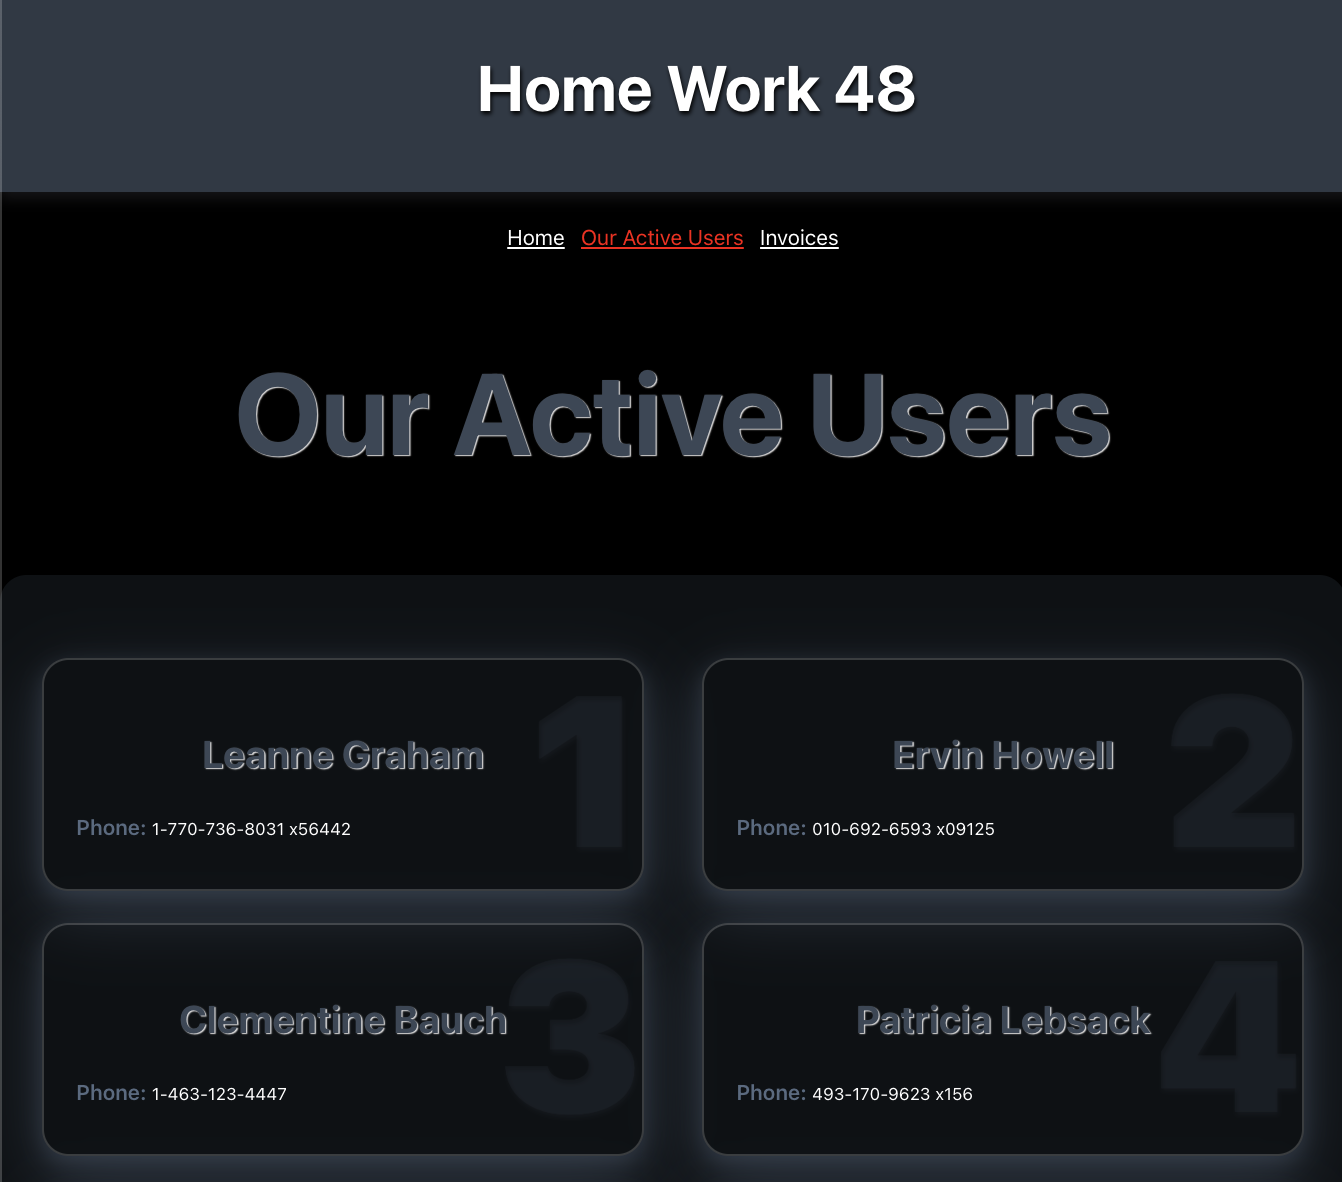 Home Work 48
Home Our Active Users Invoices
Our Active Users
1
Leanne Graham
Phone: 1-770-736-8031 x56442
2
Ervin Howell
Phone: 010-692-6593 x09125
3
Clementine Bauch
Phone: 1-463-123-4447
4
Patricia Lebsack
Phone: 493-170-9623 x156